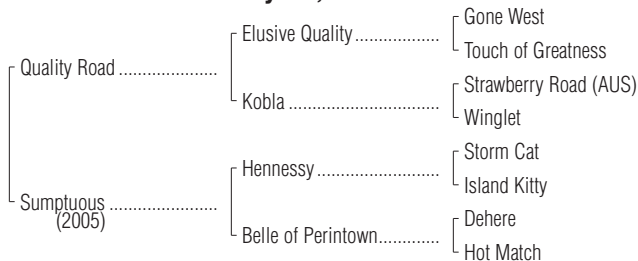 Gone West
Elusive Quality ..................
Touch of Greatness
Quality Road .....................
Strawberry Road (AUS)
Kobla ................................
Winglet
Storm Cat
Hennessy ..........................
Island Kitty
Sumptuous .......................
(2005)
Dehere
Belle of Perintown.............
Hot Match